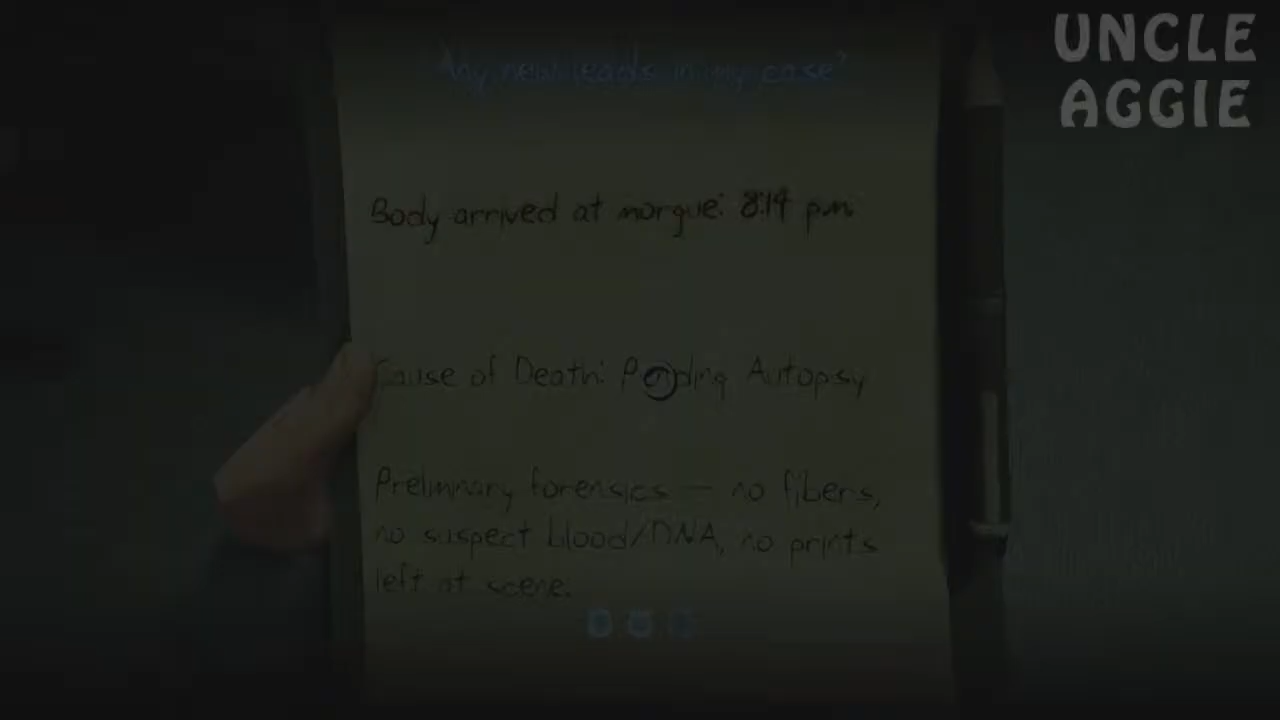 UNCLE
AGGIE
"Any new leads in my case?"
Body arrived at morgue: 8:14 pm
Cause of Death: Pending Autopsy
Preliminary forensics — no fibers,
no suspect blood/DNA, no prints
left at scene.